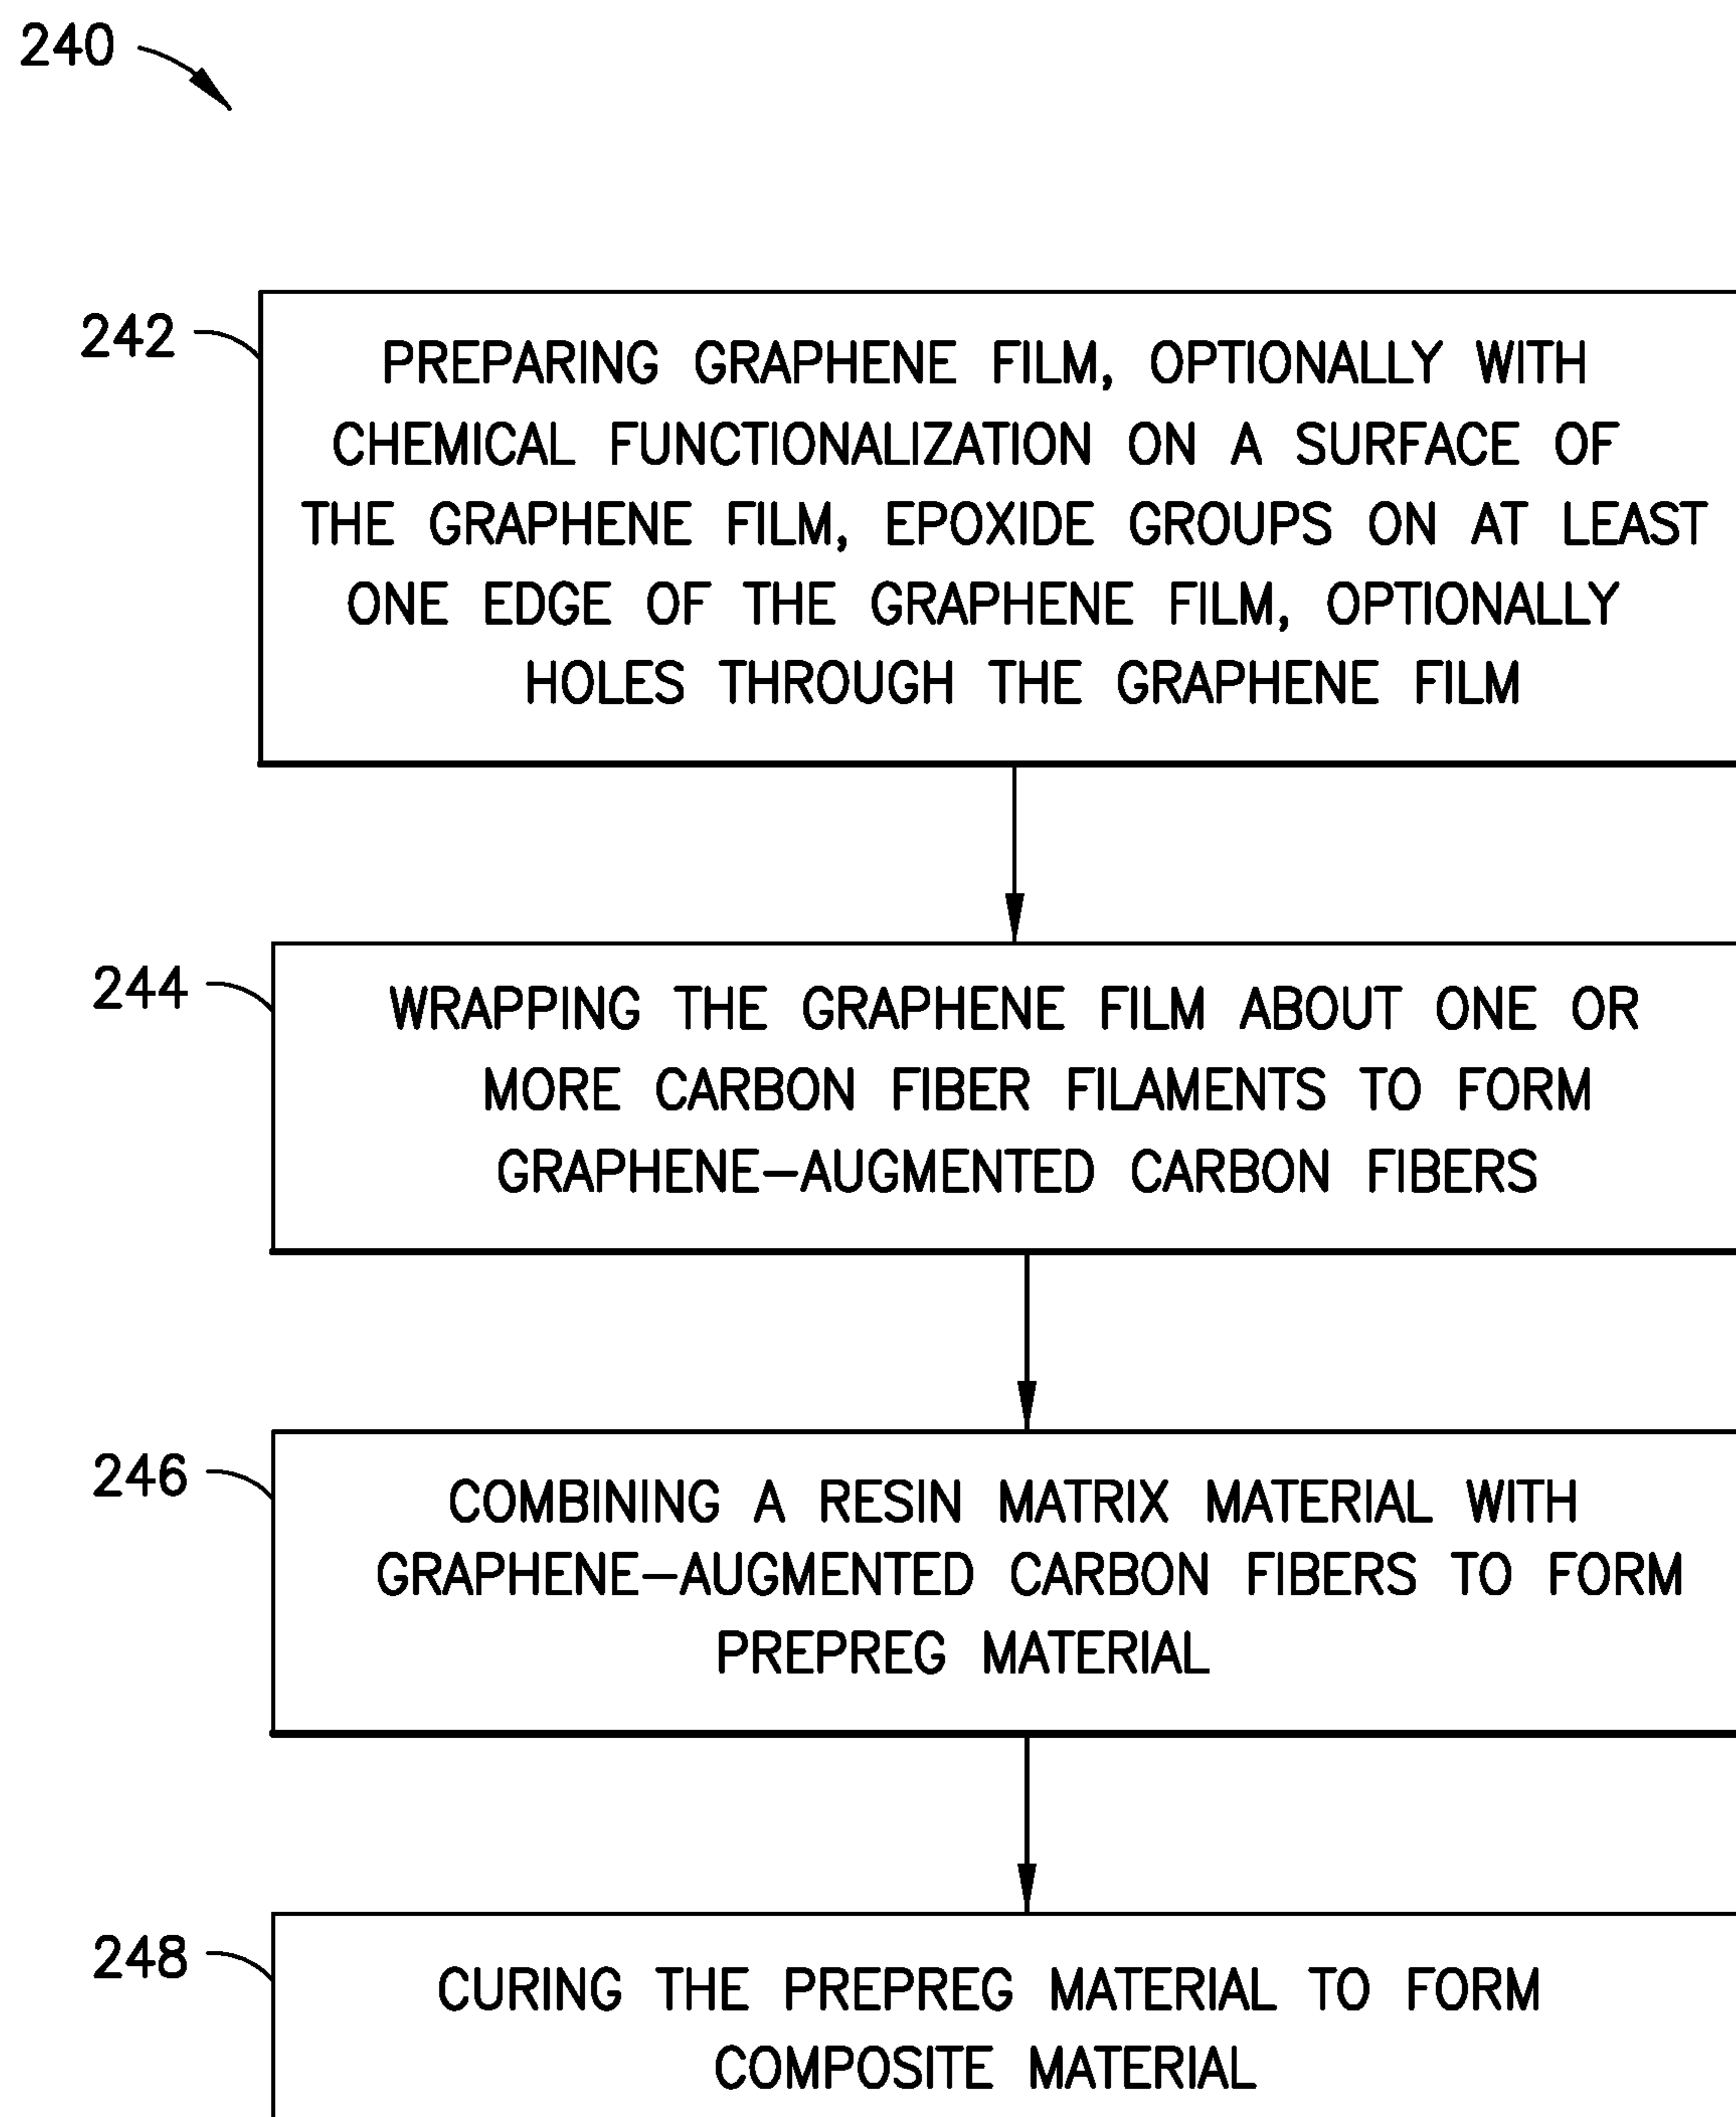 240
242
PREPARING GRAPHENE FILM, OPTIONALLY WITH
CHEMICAL FUNCTIONALIZATION ON A SURFACE OF
THE GRAPHENE FILM, EPOXIDE GROUPS ON AT LEAST
ONE EDGE OF THE GRAPHENE FILM, OPTIONALLY
HOLES THROUGH THE GRAPHENE FILM
244
WRAPPING THE GRAPHENE FILM ABOUT ONE OR
MORE CARBON FIBER FILAMENTS TO FORM
GRAPHENE—AUGMENTED CARBON FIBERS
246
COMBINING A RESIN MATRIX MATERIAL WITH
GRAPHENE—AUGMENTED CARBON FIBERS TO FORM
PREPREG MATERIAL
248
CURING THE PREPREG MATERIAL TO FORM
COMPOSITE MATERIAL